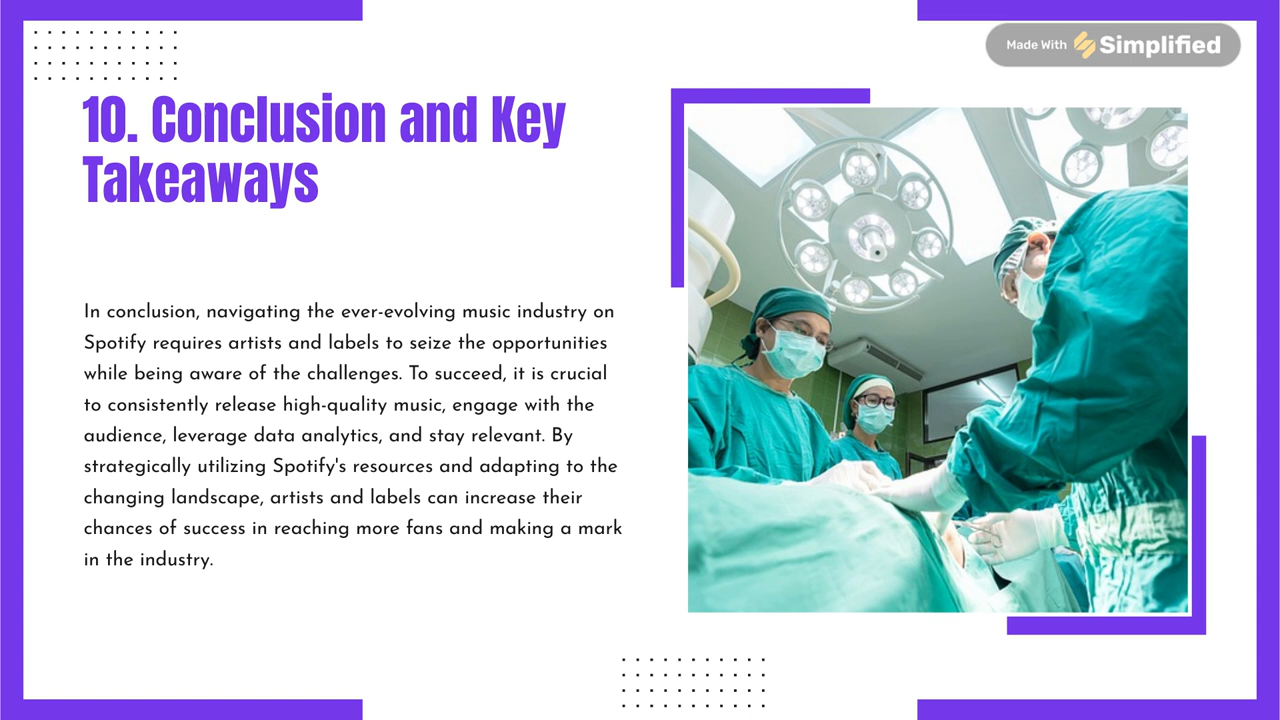 Made With Simplified
10. Conclusion and Key
Takeaways
In conclusion, navigating the ever-evolving music industry on
Spotify requires artists and labels to seize the opportunities
while being aware of the challenges. To succeed, it is crucial
to consistently release high-quality music, engage with the
audience, leverage data analytics, and stay relevant. By
strategically utilizing Spotify's resources and adapting to the
changing landscape, artists and labels can increase their
chances of success in reaching more fans and making a mark
in the industry.